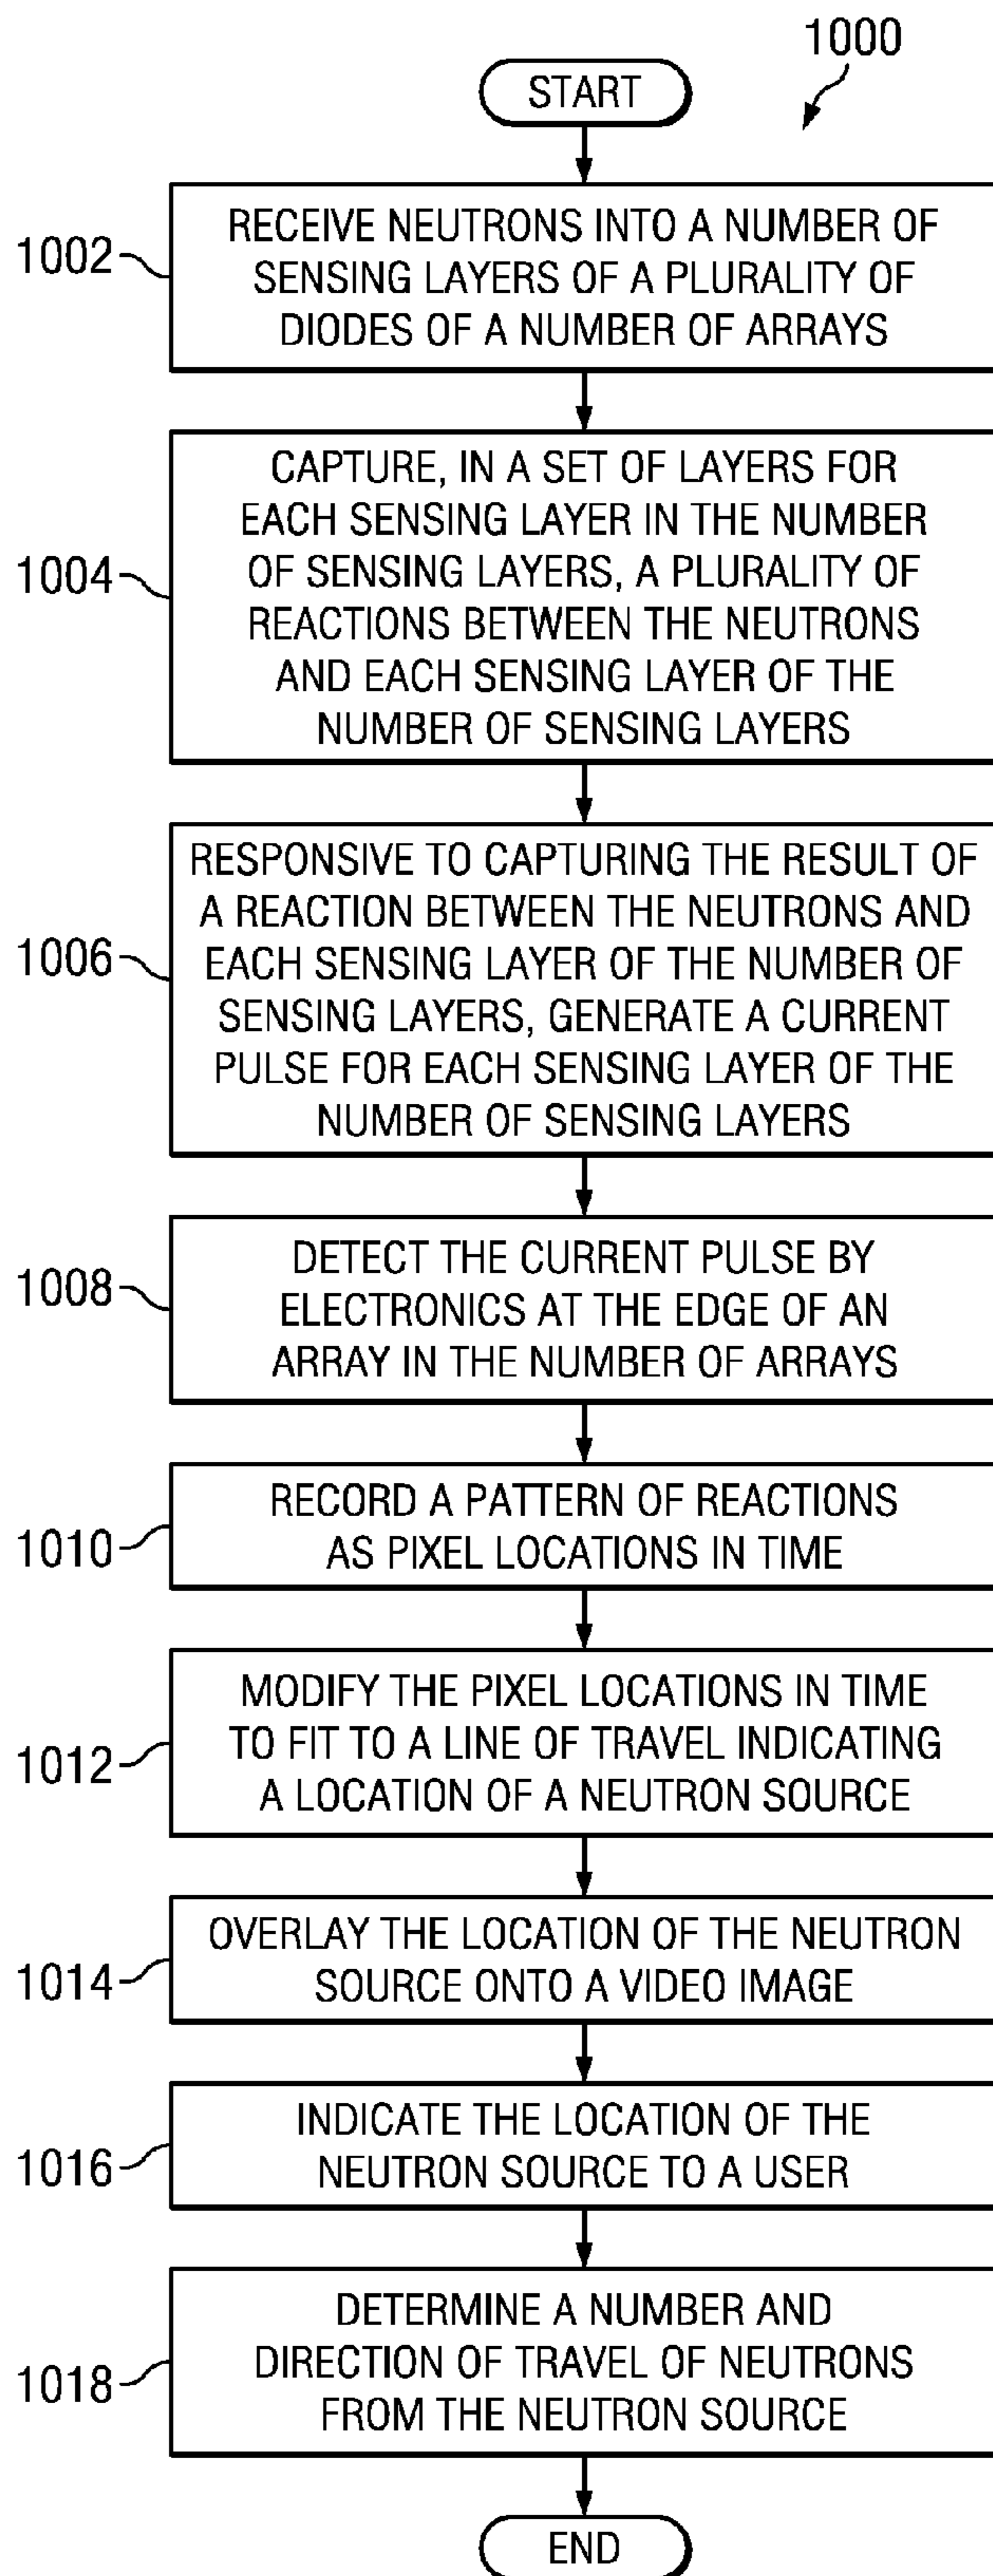 1000
START
1002
RECEIVE NEUTRONS INTO A NUMBER OF
SENSING LAYERS OF A PLURALITY OF
DIODES OF A NUMBER OF ARRAYS
1004
CAPTURE, IN A SET OF LAYERS FOR
EACH SENSING LAYER IN THE NUMBER
OF SENSING LAYERS, A PLURALITY OF
REACTIONS BETWEEN THE NEUTRONS
AND EACH SENSING LAYER OF THE
NUMBER OF SENSING LAYERS
1006
RESPONSIVE TO CAPTURING THE RESULT OF
A REACTION BETWEEN THE NEUTRONS AND
EACH SENSING LAYER OF THE NUMBER OF
SENSING LAYERS, GENERATE A CURRENT
PULSE FOR EACH SENSING LAYER OF THE
NUMBER OF SENSING LAYERS
1008
DETECT THE CURRENT PULSE BY
ELECTRONICS AT THE EDGE OF AN
ARRAY IN THE NUMBER OF ARRAYS
1010
RECORD A PATTERN OF REACTIONS
AS PIXEL LOCATIONS IN TIME
1012
MODIFY THE PIXEL LOCATIONS IN TIME
TO FIT TO A LINE OF TRAVEL INDICATING
A LOCATION OF A NEUTRON SOURCE
1014
OVERLAY THE LOCATION OF THE NEUTRON
SOURCE ONTO A VIDEO IMAGE
1016
INDICATE THE LOCATION OF THE
NEUTRON SOURCE TO A USER
1018
DETERMINE A NUMBER AND
DIRECTION OF TRAVEL OF NEUTRONS
FROM THE NEUTRON SOURCE
END